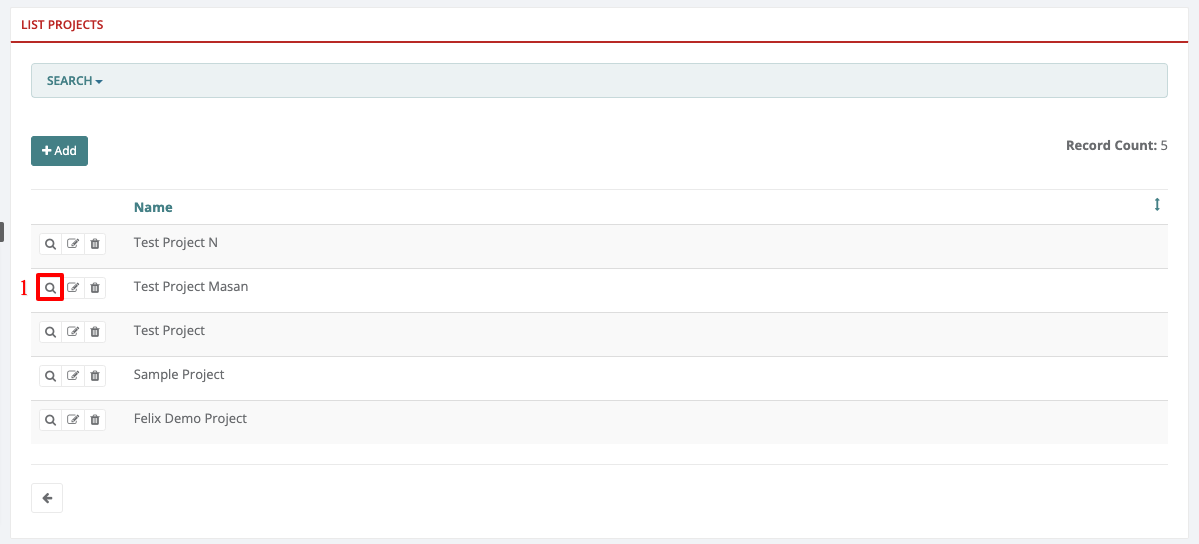 LIST PROJECTS
SEARCH
Add
Record Count: 5
Name
Test Project N
1
Test Project Masan
Test Project
Sample Project
Felix Demo Project